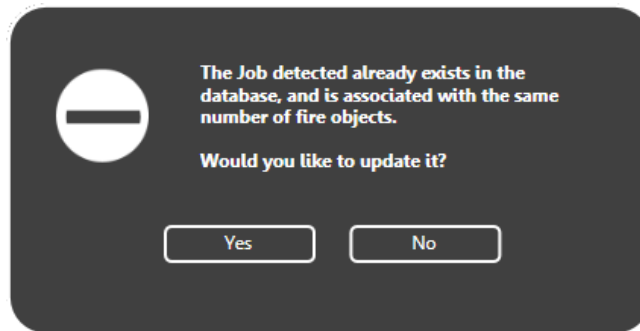 The Job detected already exists in the
database, and is associated with the same
number of fire objects.
Would you like to update it?
Yes
No